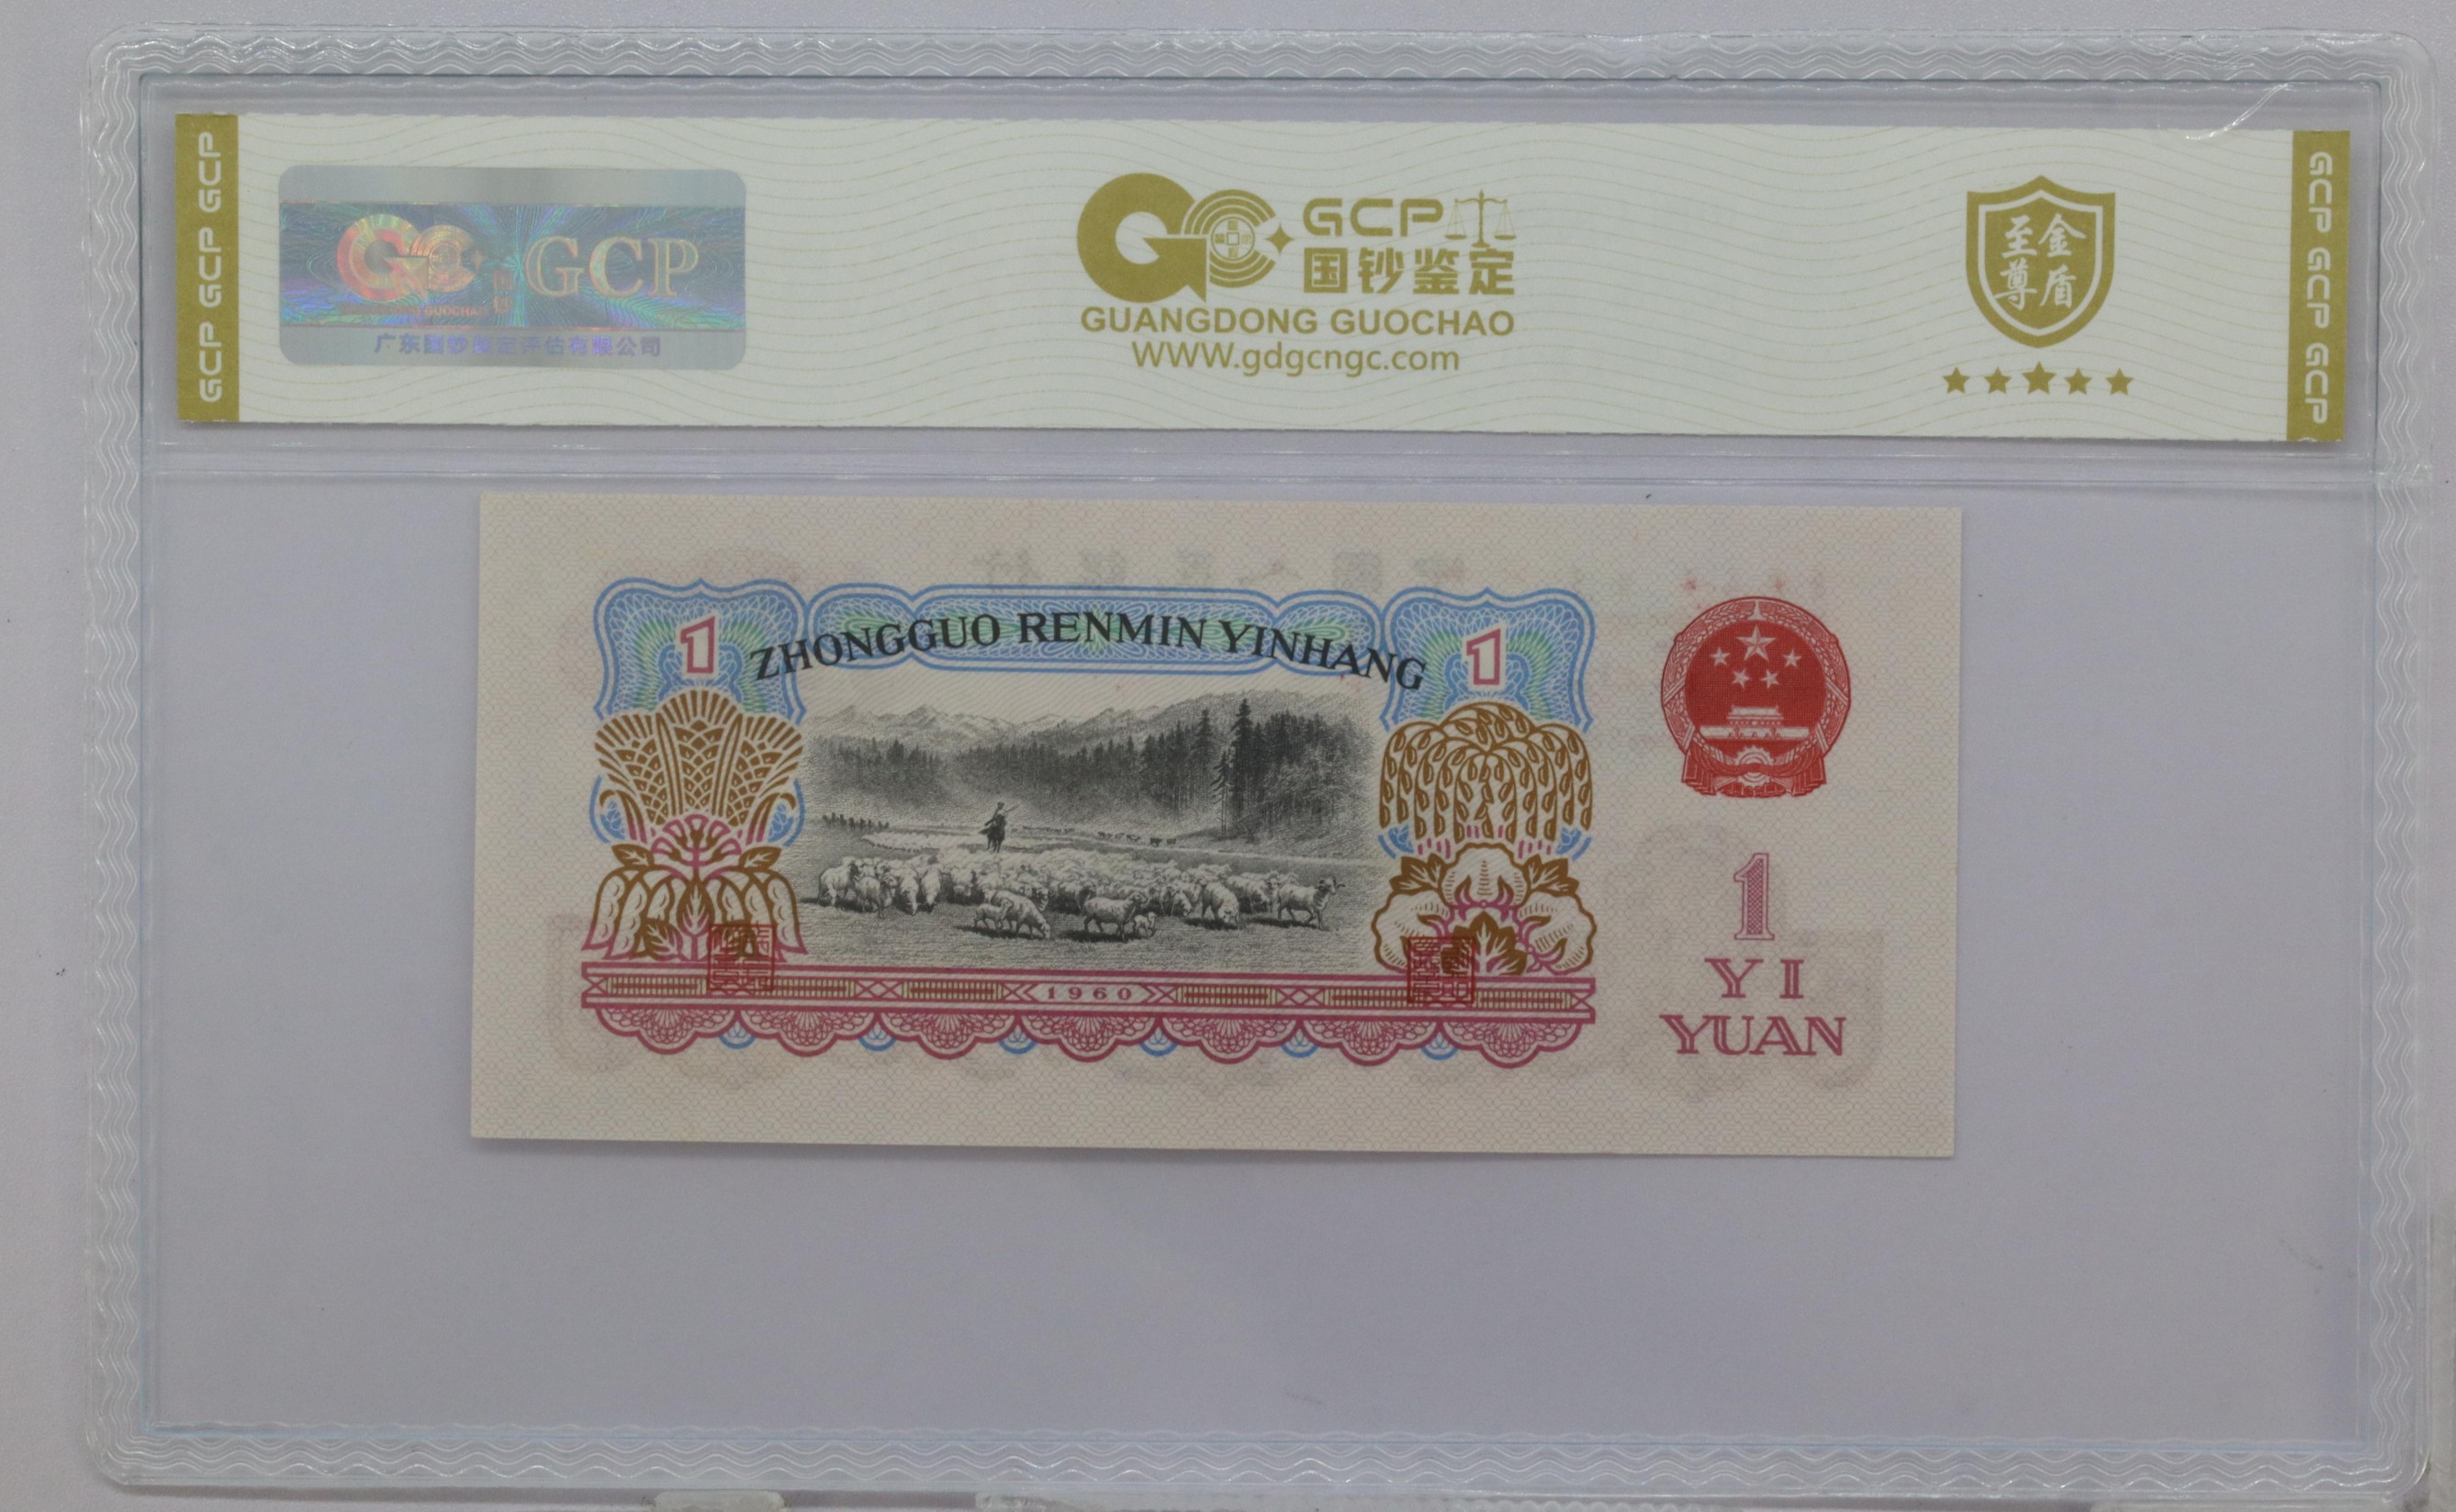 GCP GCP GCP
GCP
GUOCHAO
广东国钞鉴定评估有限公司
GCP
国钞鉴定
GUANGDONG GUOCHAO
WWW.gdgcngc.com
至金
尊盾
GCP GCP GCP
1
ZHONGGUO RENMIN YINHANG
1
1960
1
YI
YUAN